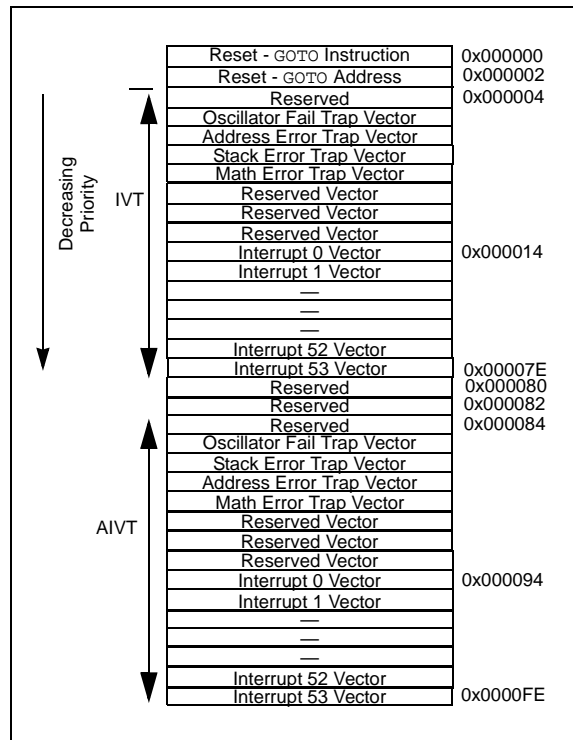 Reset - GOTO Instruction 0x000000
Reset - GOTO Address 0x000002
Reserved 0x000004
Oscillator Fail Trap Vector
Address Error Trap Vector
Stack Error Trap Vector
Math Error Trap Vector
Reserved Vector
Reserved Vector
Reserved Vector
Interrupt 0 Vector 0x000014
Interrupt 1 Vector
—
—
—
Interrupt 52 Vector
Interrupt 53 Vector 0x00007E
Reserved 0x000080
Reserved 0x000082
Reserved 0x000084
Oscillator Fail Trap Vector
Stack Error Trap Vector
Address Error Trap Vector
Math Error Trap Vector
Reserved Vector
Reserved Vector
Reserved Vector
Interrupt 0 Vector 0x000094
Interrupt 1 Vector
—
—
—
Interrupt 52 Vector
Interrupt 53 Vector 0x0000FE
Decreasing
Priority
IVT
AIVT